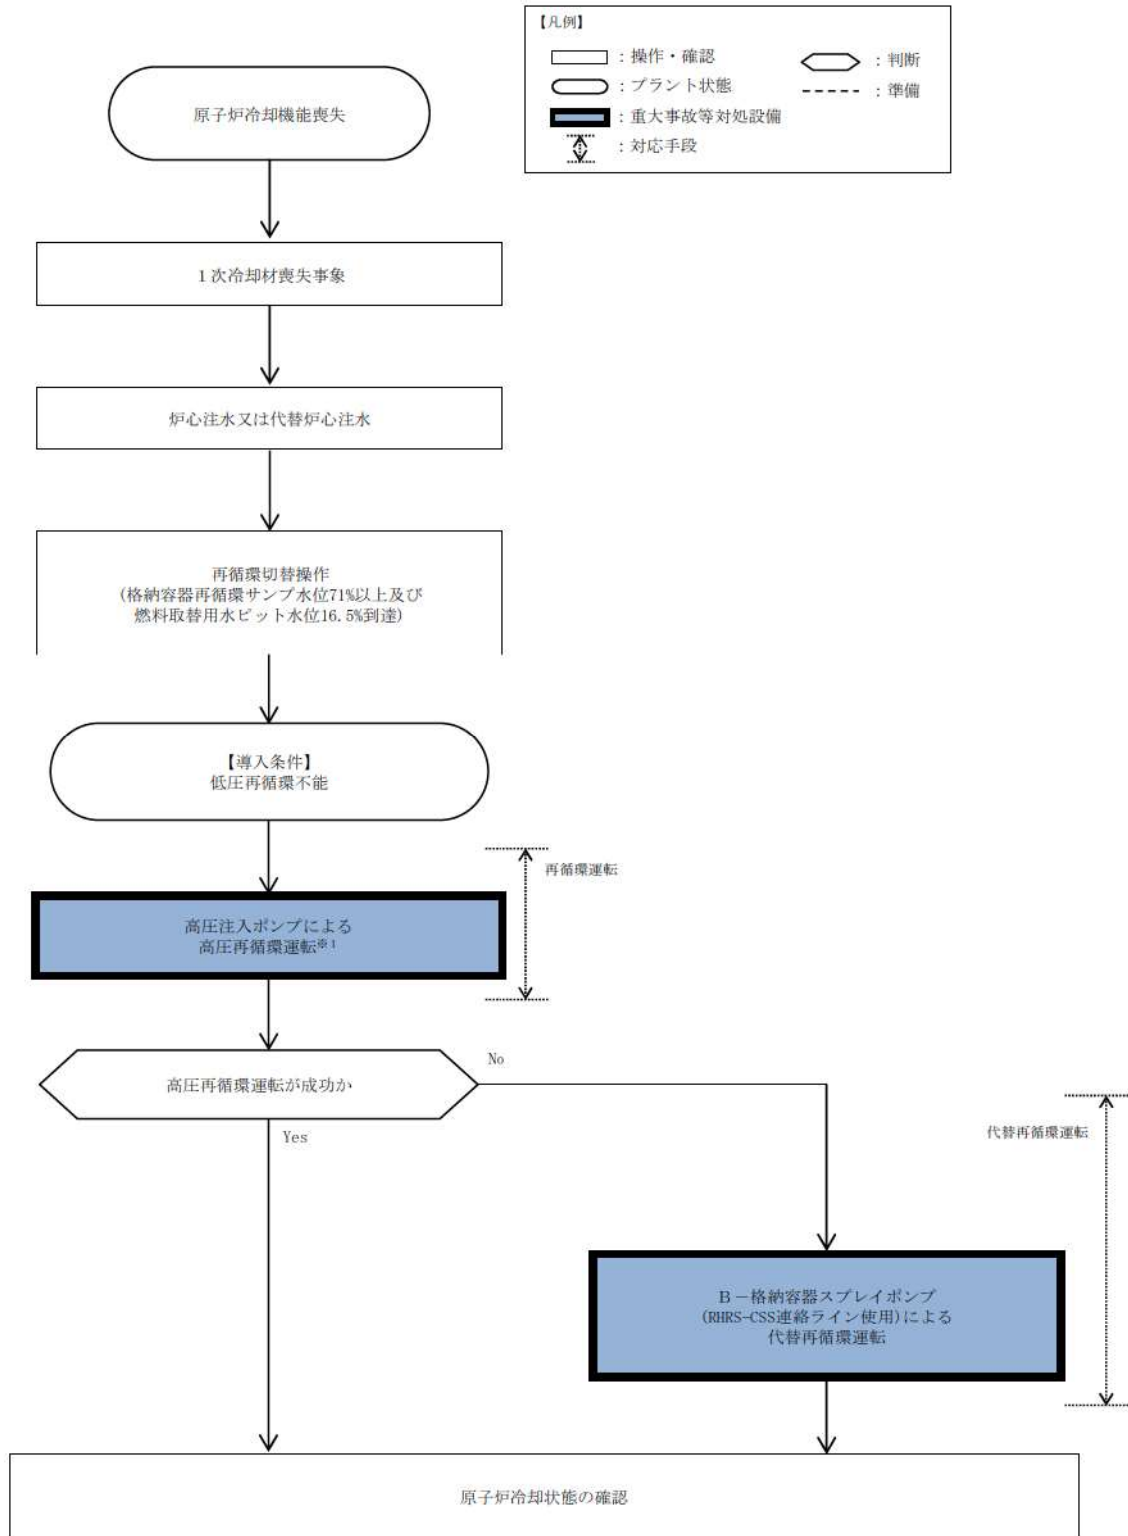 【凡例】
：操作・確認
：判断
：プラント状態
：準備
：重大事故等対処設備
：対応手段
原子炉冷却機能喪失
1次冷却材喪失事象
炉心注水又は代替炉心注水
再循環切替操作
(格納容器再循環サンプ水位71%以上及び
燃料取替用水ピット水位16.5%到達)
【導入条件】
低圧再循環不能
再循環運転
高圧注入ポンプによる
高圧再循環運転※1
高圧再循環運転が成功か
No
Yes
代替再循環運転
B－格納容器スプレイポンプ
(RHRS-CSS連絡ライン使用)による
代替再循環運転
原子炉冷却状態の確認